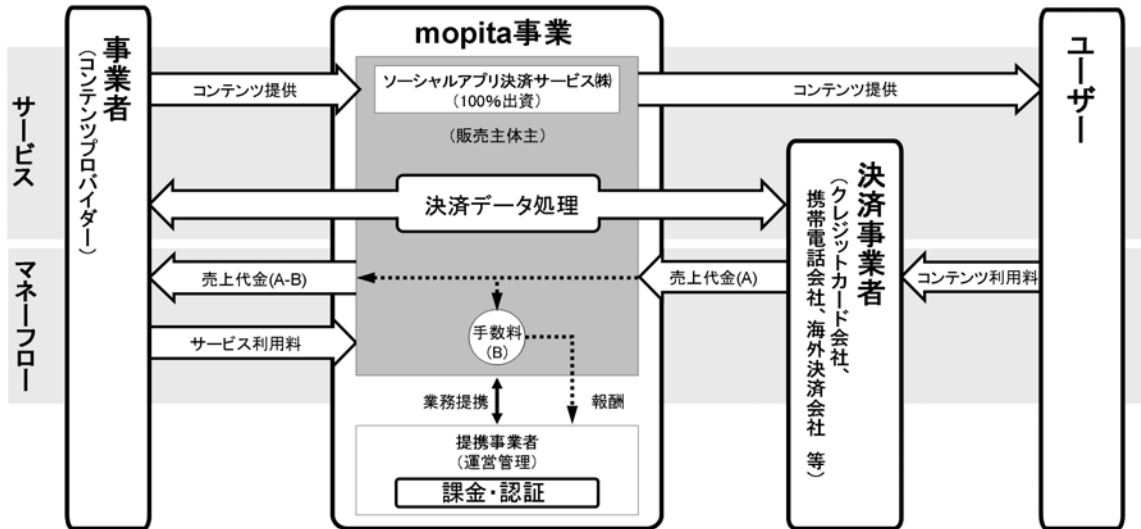 mopita事業
サービス
マネーフロー
事業者
(コンテンツプロバイダー)
コンテンツ提供
ソーシャルアプリ決済サービス㈱
(100%出資)
(販売主体主)
コンテンツ提供
ユーザー
決済データ処理
決済事業者
(クレジットカード会社、
携帯電話会社、海外決済会社 等)
売上代金(A-B)
売上代金(A)
コンテンツ利用料
サービス利用料
手数料
(B)
業務提携
報酬
提携事業者
(運営管理)
課金・認証